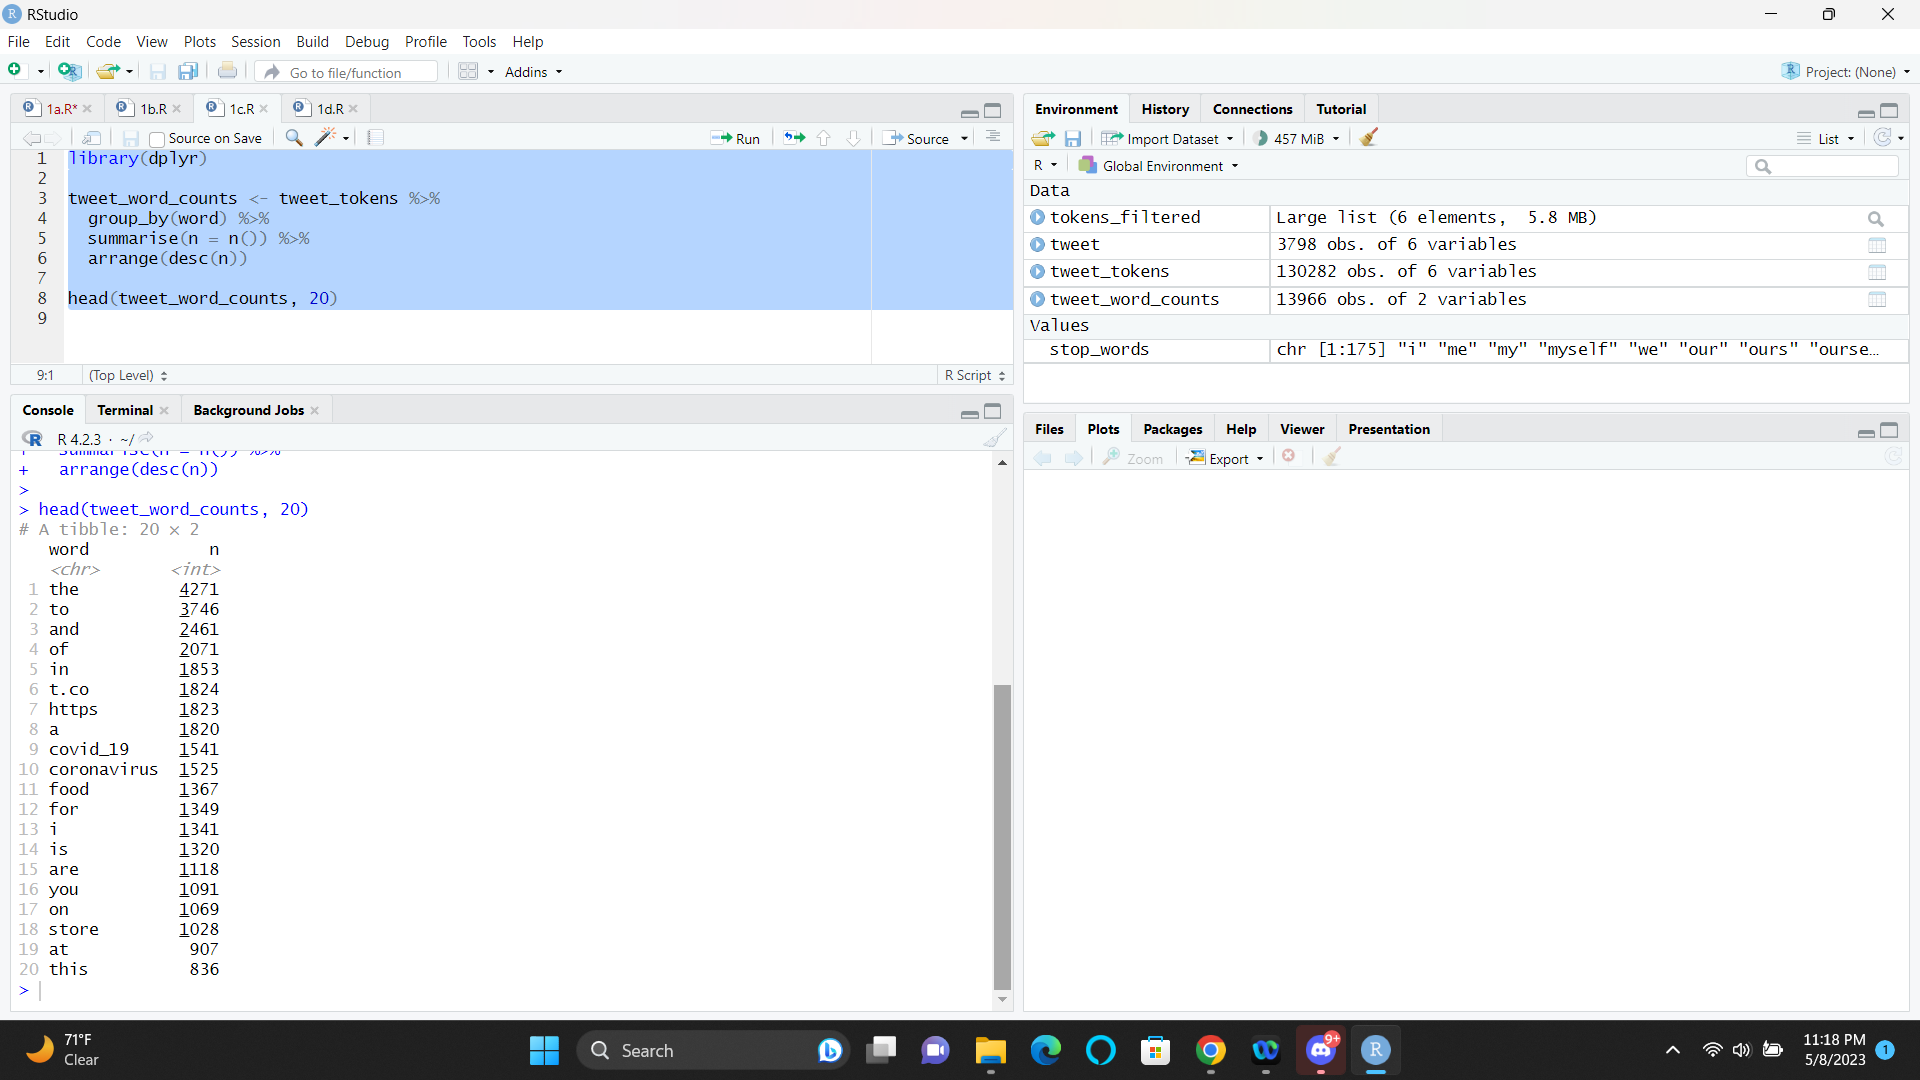 RStudio
File Edit Code View Plots Session Build Debug Profile Tools Help
Go to file/function Addins Project: (None)
1a.R* 1b.R 1c.R 1d.R
Source on Save Run Source
1 library(dplyr)
2
3 tweet_word_counts <- tweet_tokens %>%
4 group_by(word) %>%
5 summarise(n = n()) %>%
6 arrange(desc(n))
7
8 head(tweet_word_counts, 20)
9
9:1 (Top Level) R Script
Console Terminal Background Jobs
R 4.2.3 · ~/
+ summarise(n = n()) %>%
+ arrange(desc(n))
>
> head(tweet_word_counts, 20)
# A tibble: 20 × 2
word n
<chr> <int>
1 the 4271
2 to 3746
3 and 2461
4 of 2071
5 in 1853
6 t.co 1824
7 https 1823
8 a 1820
9 covid_19 1541
10 coronavirus 1525
11 food 1367
12 for 1349
13 i 1341
14 is 1320
15 are 1118
16 you 1091
17 on 1069
18 store 1028
19 at 907
20 this 836
>
Environment History Connections Tutorial
Import Dataset 457 MiB List
R Global Environment
Data
tokens_filtered Large list (6 elements, 5.8 MB)
tweet 3798 obs. of 6 variables
tweet_tokens 130282 obs. of 6 variables
tweet_word_counts 13966 obs. of 2 variables
Values
stop_words chr [1:175] "i" "me" "my" "myself" "we" "our" "ours" "ourse…
Files Plots Packages Help Viewer Presentation
Zoom Export
71°F
Clear
Search
9+
11:18 PM
5/8/2023
1